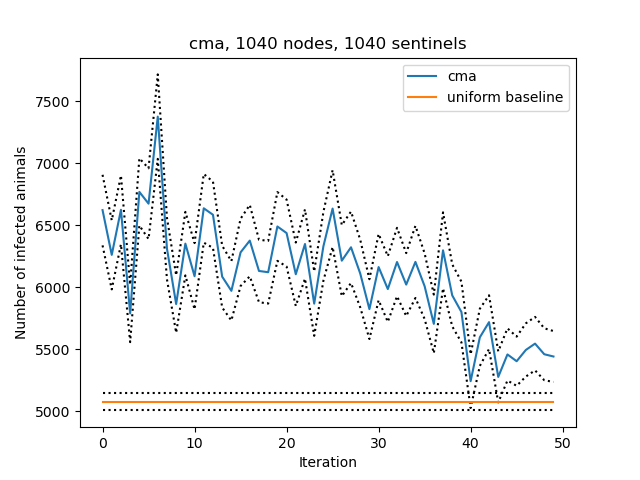 cma, 1040 nodes, 1040 sentinels
cma
uniform baseline
7500
7000
6500
6000
5500
5000
Number of infected animals
0
10
20
30
40
50
Iteration